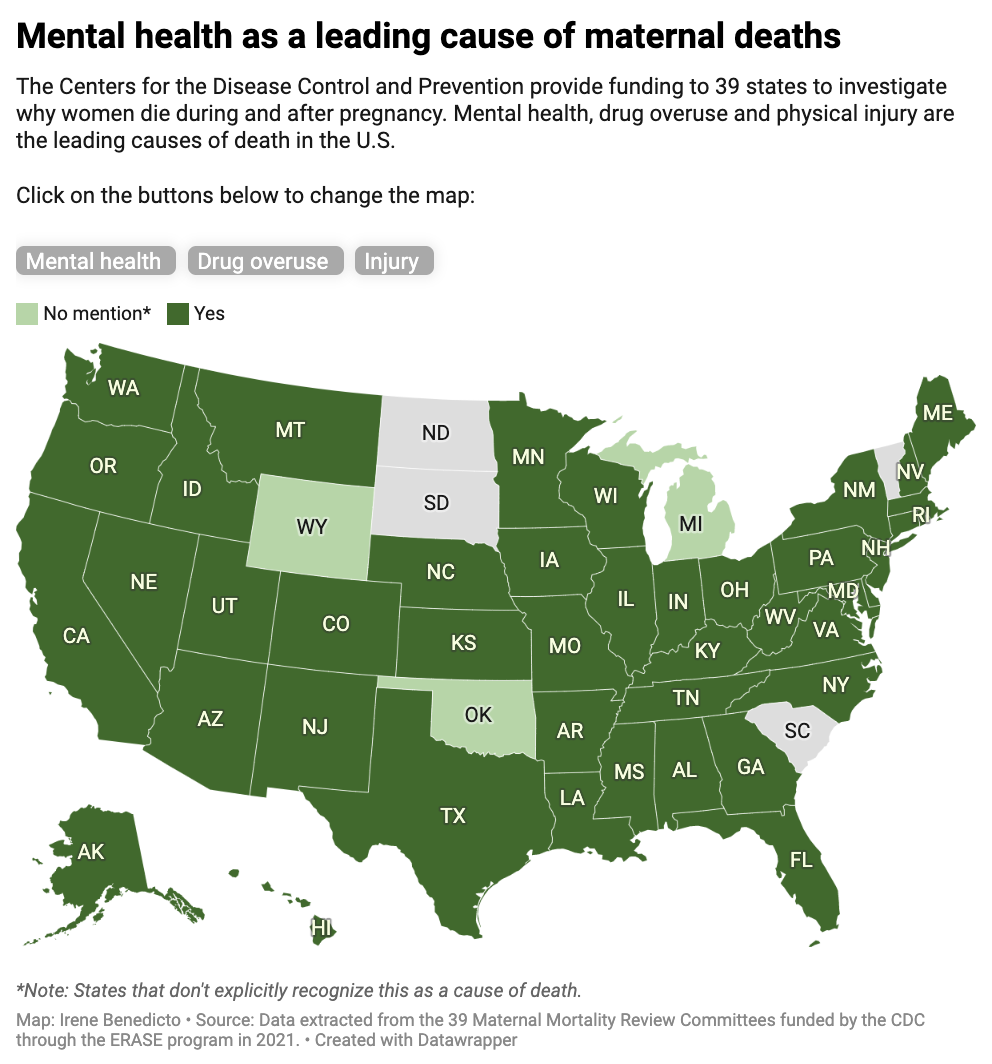 Mental health as a leading cause of maternal deaths
The Centers for the Disease Control and Prevention provide funding to 39 states to investigate
why women die during and after pregnancy. Mental health, drug overuse and physical injury are
the leading causes of death in the U.S.
Click on the buttons below to change the map:
Mental health Drug overuse Injury
No mention* Yes
WA
MT
ND
MN
ME
OR
ID
SD
WI
NM
NV
WY
MI
RI
NE
NC
IA
PA
NH
UT
CO
IL
IN
OH
MD
CA
KS
MO
WV
VA
KY
AZ
NJ
OK
AR
TN
NY
SC
MS
AL
GA
TX
LA
AK
FL
HI
*Note: States that don't explicitly recognize this as a cause of death.
Map: Irene Benedicto • Source: Data extracted from the 39 Maternal Mortality Review Committees funded by the CDC
through the ERASE program in 2021. • Created with Datawrapper